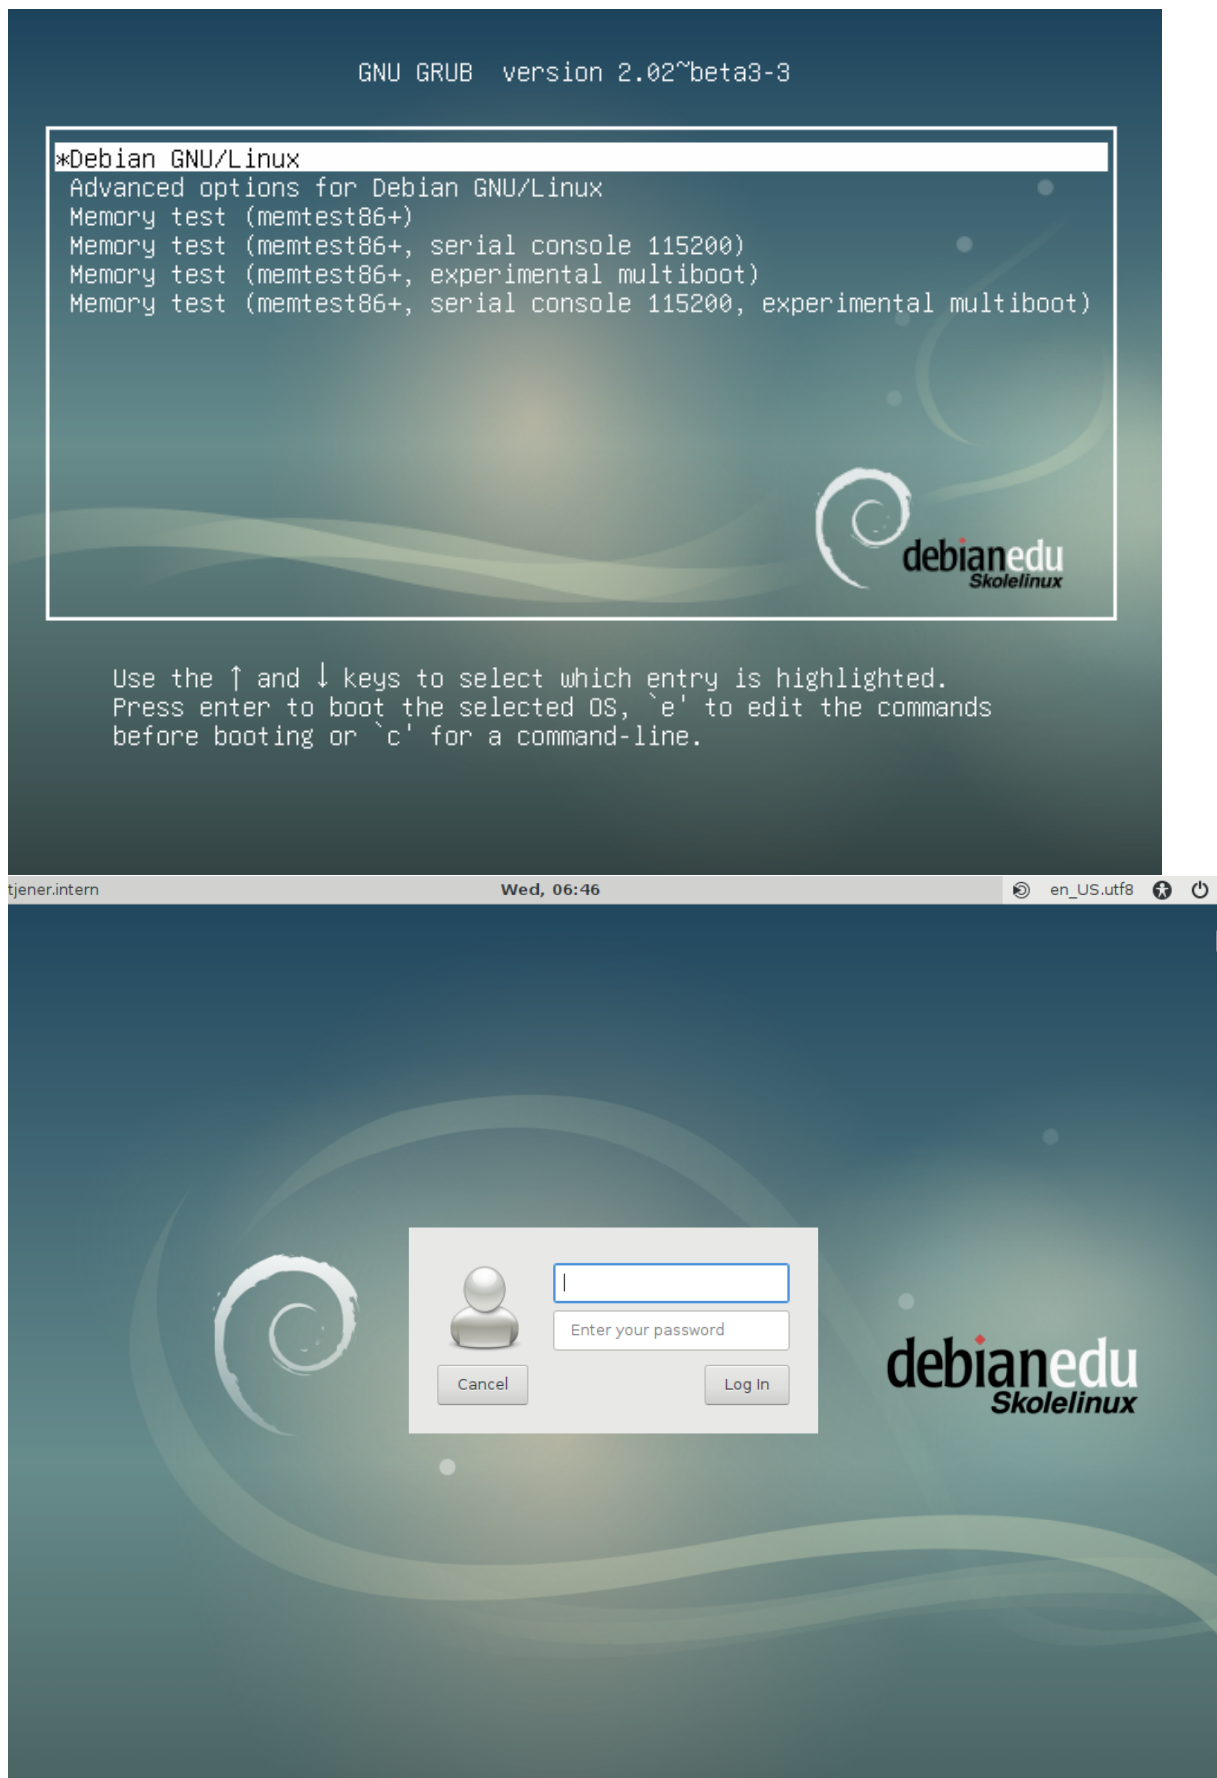 GNU GRUB  version 2.02~beta3-3
*Debian GNU/Linux
Advanced options for Debian GNU/Linux
Memory test (memtest86+)
Memory test (memtest86+, serial console 115200)
Memory test (memtest86+, experimental multiboot)
Memory test (memtest86+, serial console 115200, experimental multiboot)
debianedu
Skolelinux
Use the ↑ and ↓ keys to select which entry is highlighted.
Press enter to boot the selected OS, `e' to edit the commands
before booting or `c' for a command-line.
tjener.intern Wed, 06:46 en_US.utf8
Enter your password
Cancel Log In
debianedu
Skolelinux